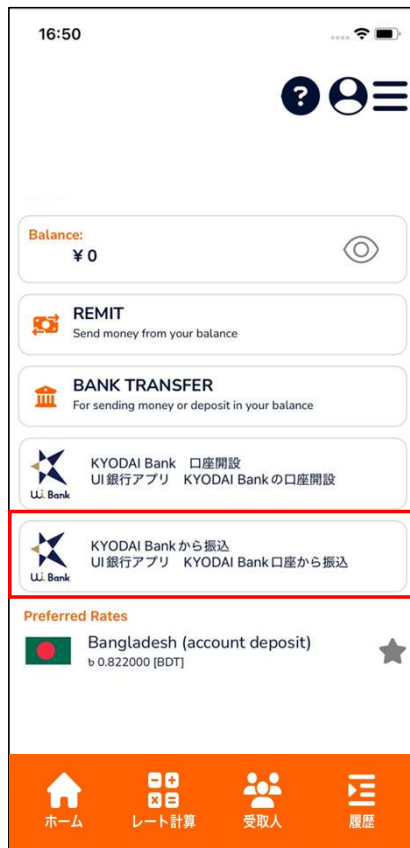 16:50
?
Balance:
¥ 0
REMIT
Send money from your balance
BANK TRANSFER
For sending money or deposit in your balance
KYODAI Bank 口座開設
UI銀行アプリ KYODAI Bankの口座開設
UI Bank
KYODAI Bankから振込
UI銀行アプリ KYODAI Bank口座から振込
UI Bank
Preferred Rates
Bangladesh (account deposit)
৳ 0.822000 [BDT]
ホーム レート計算 受取人 履歴